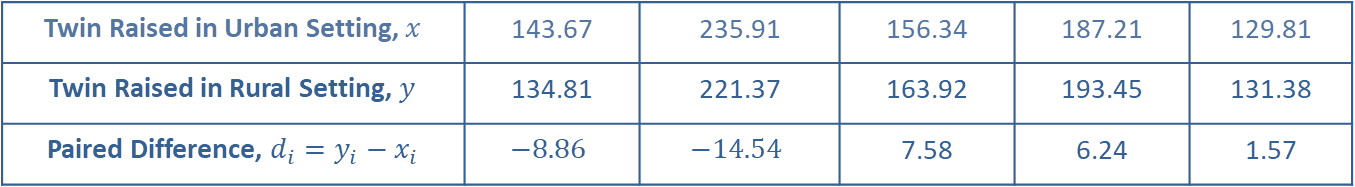 Twin Raised in Urban Setting, x 143.67 235.91 156.34 187.21 129.81
Twin Raised in Rural Setting, y 134.81 221.37 163.92 193.45 131.38
Paired Difference, dᵢ = yᵢ − xᵢ −8.86 −14.54 7.58 6.24 1.57